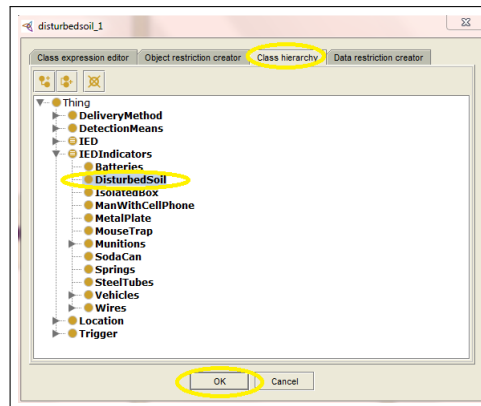 disturbedsoil_1
Class expression editor Object restriction creator Class hierarchy Data restriction creator
Thing
DeliveryMethod
DetectionMeans
IED
IEDIndicators
Batteries
DisturbedSoil
IsolatedBox
ManWithCellPhone
MetalPlate
MouseTrap
Munitions
SodaCan
Springs
SteelTubes
Vehicles
Wires
Location
Trigger
OK Cancel